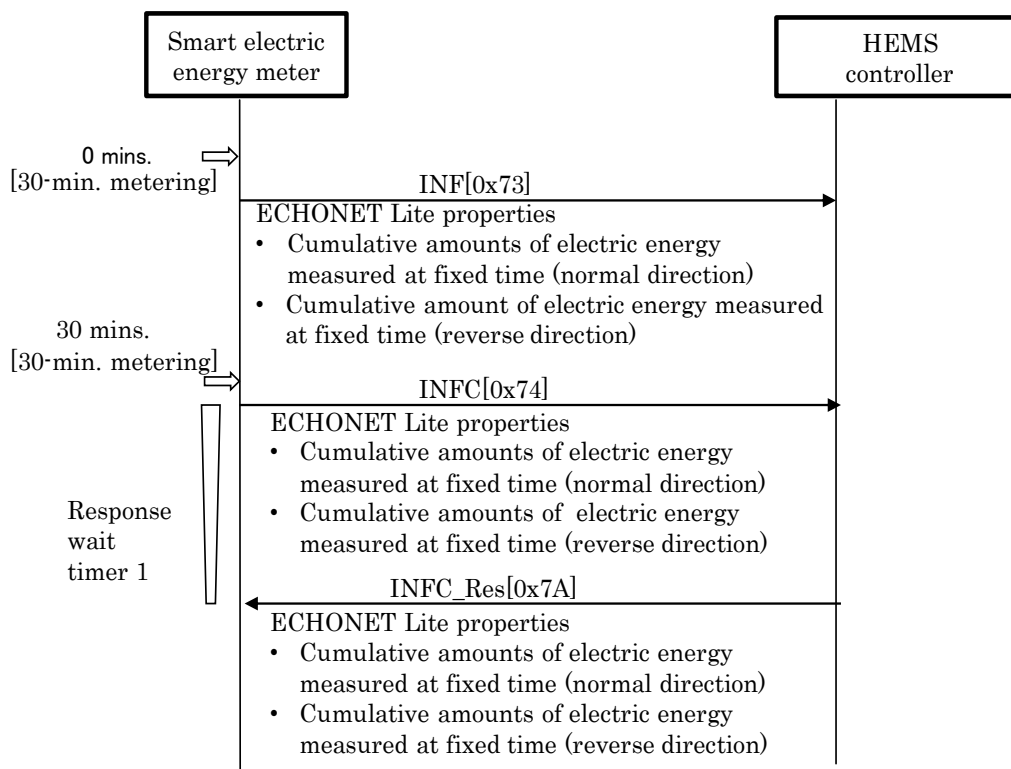 Smart electric
energy meter
HEMS
controller
0 mins.
[30-min. metering]
INF[0x73]
ECHONET Lite properties
• Cumulative amounts of electric energy
measured at fixed time (normal direction)
• Cumulative amount of electric energy measured
at fixed time (reverse direction)
30 mins.
[30-min. metering]
INFC[0x74]
ECHONET Lite properties
• Cumulative amounts of electric energy
measured at fixed time (normal direction)
• Cumulative amounts of electric energy
measured at fixed time (reverse direction)
Response
wait
timer 1
INFC_Res[0x7A]
ECHONET Lite properties
• Cumulative amounts of electric energy
measured at fixed time (normal direction)
• Cumulative amounts of electric energy
measured at fixed time (reverse direction)